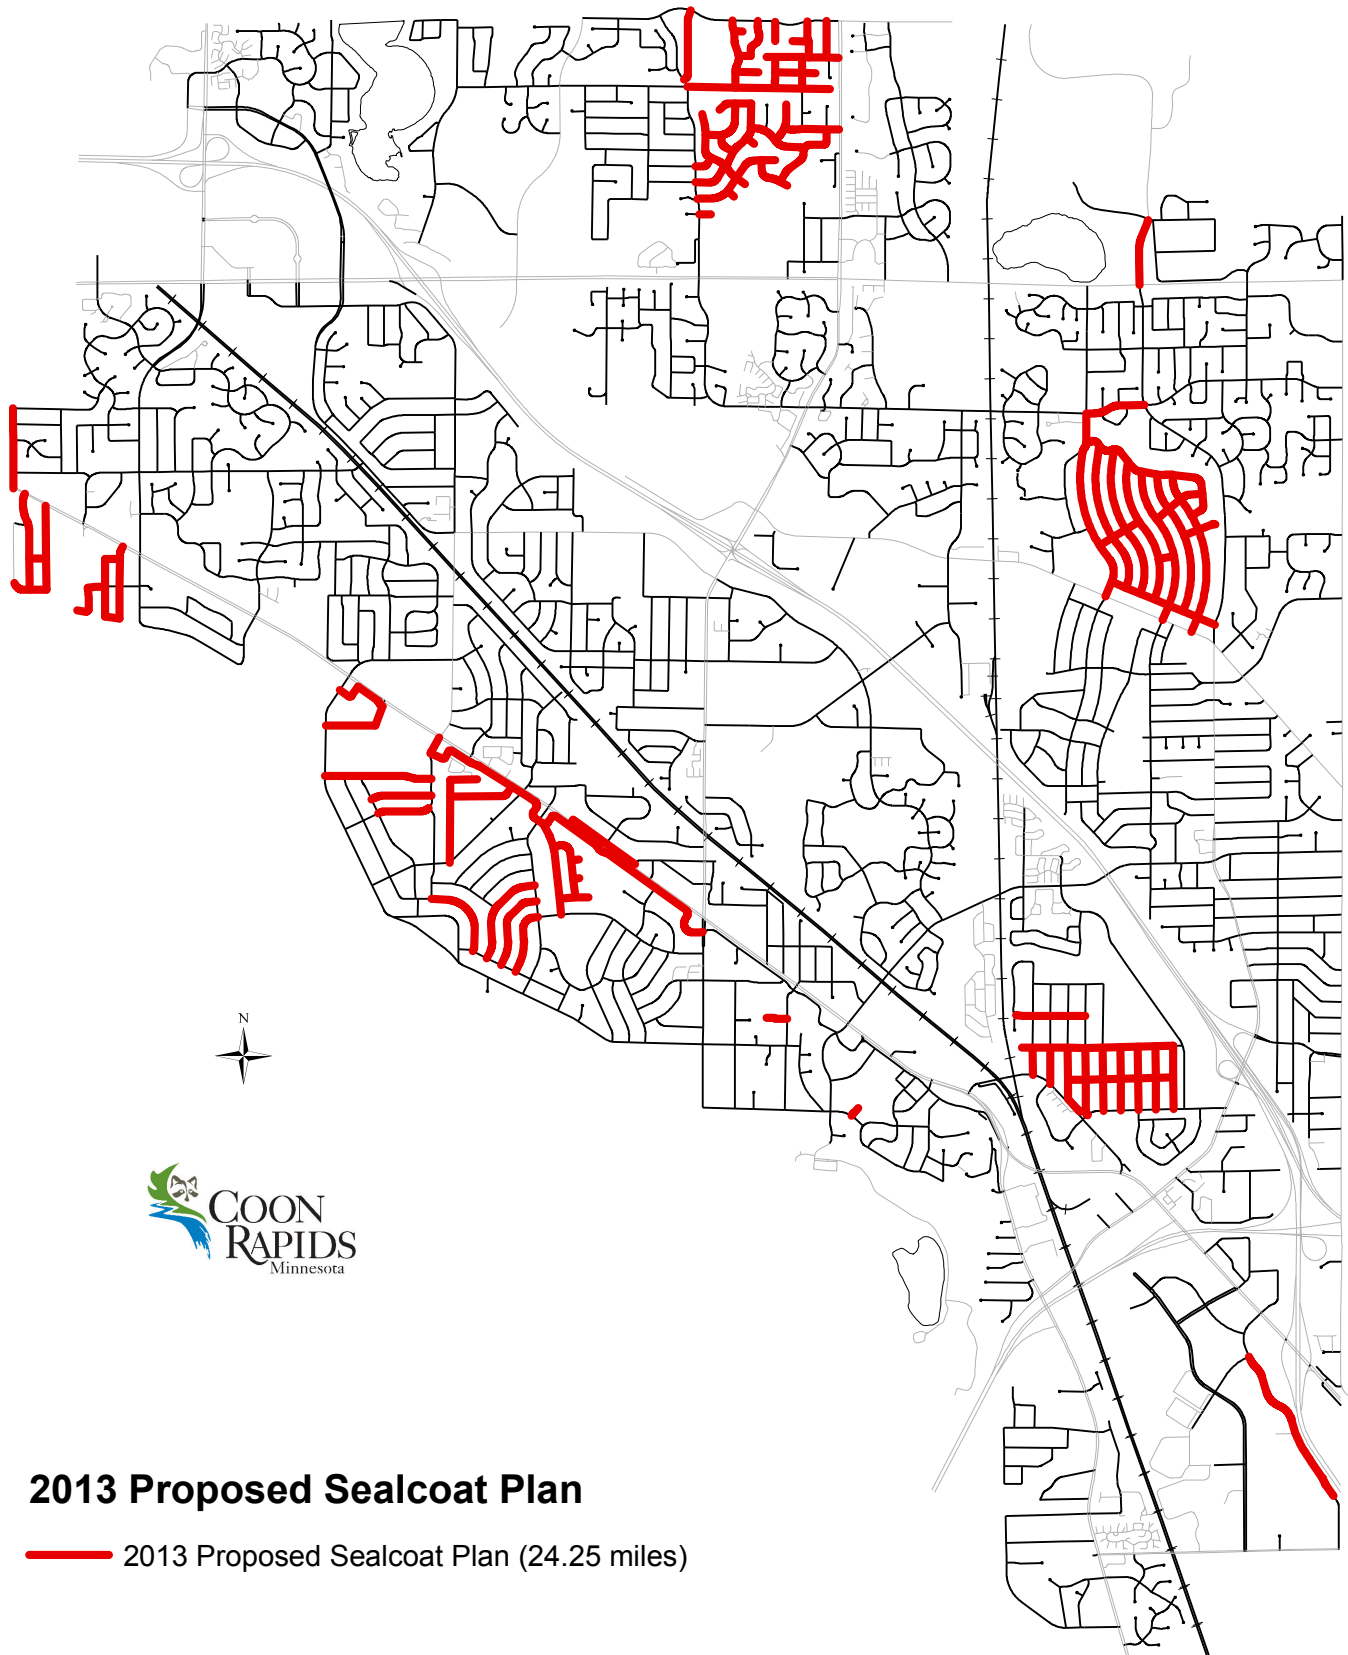 N
COON
RAPIDS
Minnesota
2013 Proposed Sealcoat Plan
2013 Proposed Sealcoat Plan (24.25 miles)